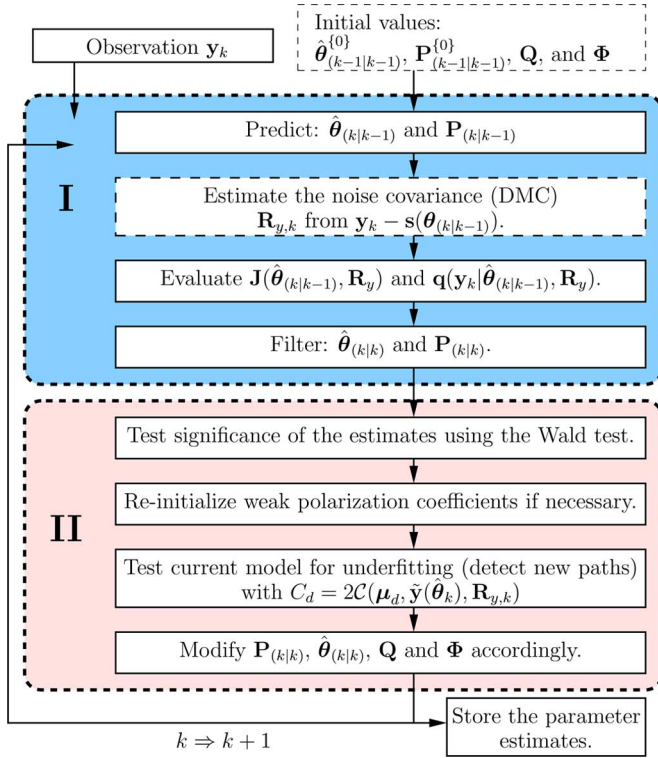 Observation y_k
Initial values:
θ̂^{0}_(k−1|k−1), P^{0}_(k−1|k−1), Q, and Φ
I
Predict: θ̂_(k|k−1) and P_(k|k−1)
Estimate the noise covariance (DMC)
R_y,k from y_k − s(θ_(k|k−1)).
Evaluate J(θ̂_(k|k−1), R_y) and q(y_k|θ̂_(k|k−1), R_y).
Filter: θ̂_(k|k) and P_(k|k).
II
Test significance of the estimates using the Wald test.
Re-initialize weak polarization coefficients if necessary.
Test current model for underfitting (detect new paths)
with C_d = 2𝒞(μ_d, ỹ(θ̂_k), R_y,k)
Modify P_(k|k), θ̂_(k|k), Q and Φ accordingly.
k ⇒ k + 1
Store the parameter
estimates.